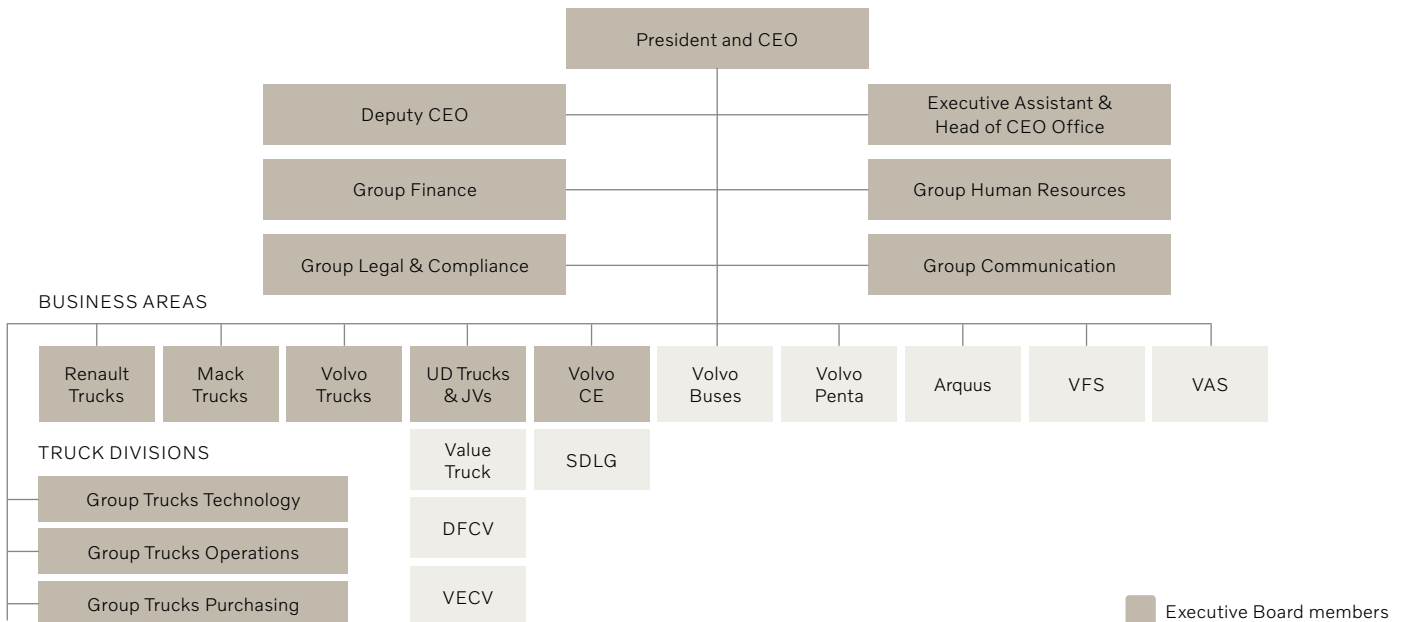 President and CEO
Deputy CEO
Executive Assistant &
Head of CEO Office
Group Finance
Group Human Resources
Group Legal & Compliance
Group Communication
BUSINESS AREAS
Renault
Trucks
Mack
Trucks
Volvo
Trucks
UD Trucks
& JVs
Volvo
CE
Volvo
Buses
Volvo
Penta
Arquus
VFS
VAS
TRUCK DIVISIONS
Group Trucks Technology
Group Trucks Operations
Group Trucks Purchasing
Value
Truck
DFCV
VECV
SDLG
Executive Board members